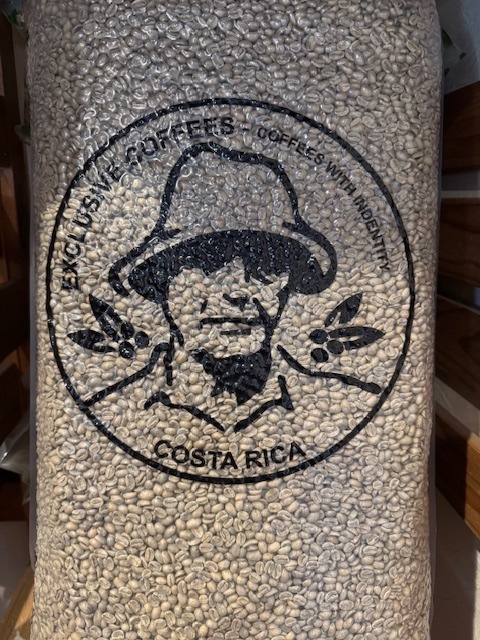 EXCLUSIVE COFFEES - COFFEES WITH INDENTITY
COSTA RICA